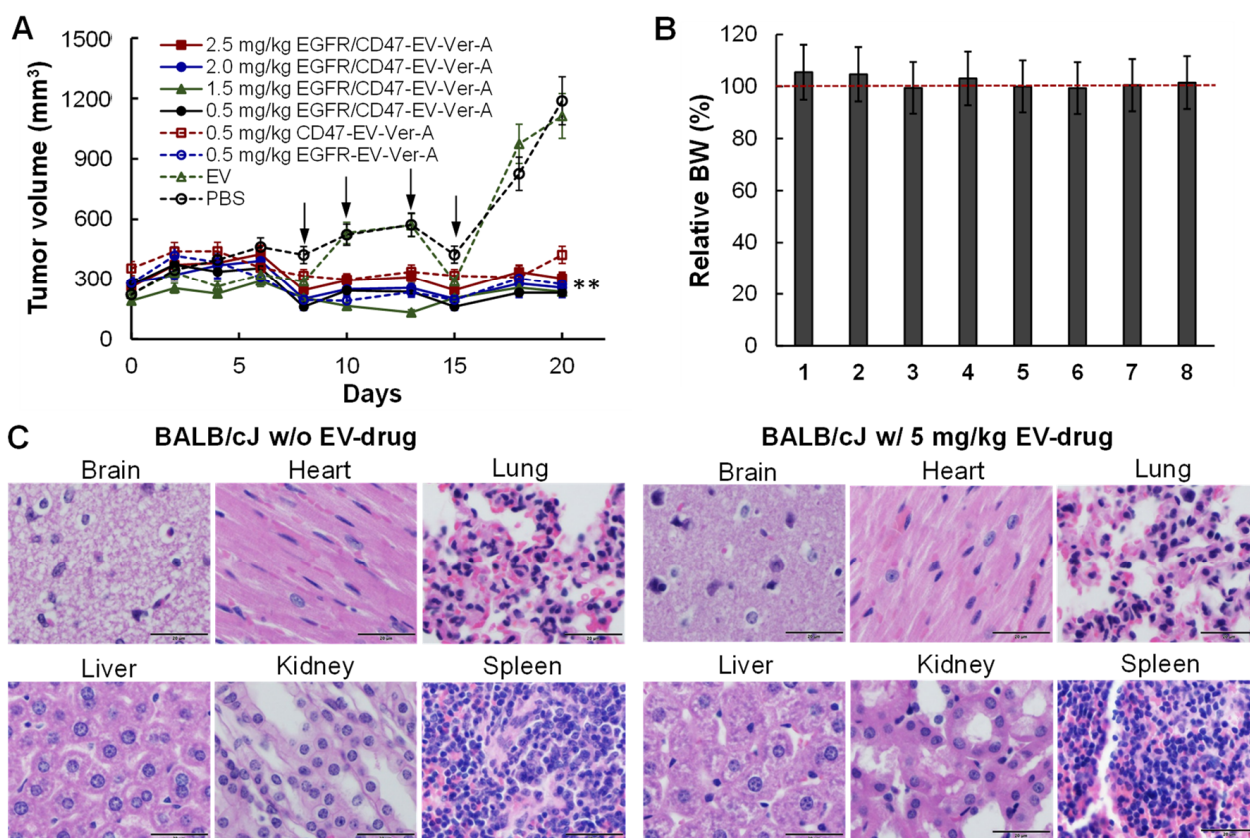 A
Tumor volume (mm³)
1500
1200
900
600
300
0
2.5 mg/kg EGFR/CD47-EV-Ver-A
2.0 mg/kg EGFR/CD47-EV-Ver-A
1.5 mg/kg EGFR/CD47-EV-Ver-A
0.5 mg/kg EGFR/CD47-EV-Ver-A
0.5 mg/kg CD47-EV-Ver-A
0.5 mg/kg EGFR-EV-Ver-A
EV
PBS
**
0 5 10 15 20
Days
B
Relative BW (%)
120
100
80
60
40
20
0
1 2 3 4 5 6 7 8
C
BALB/cJ w/o EV-drug
Brain Heart Lung
Liver Kidney Spleen
BALB/cJ w/ 5 mg/kg EV-drug
Brain Heart Lung
Liver Kidney Spleen